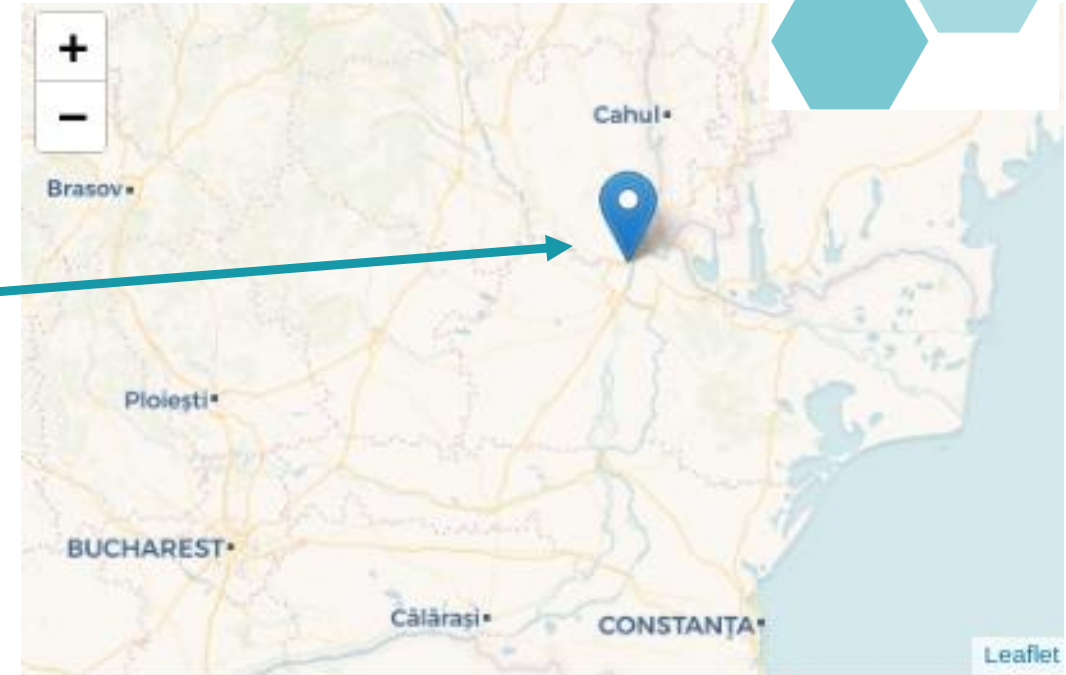 +
−
Cahul
Brasov
Ploiești
BUCHAREST
Călărași
CONSTANȚA
Leaflet